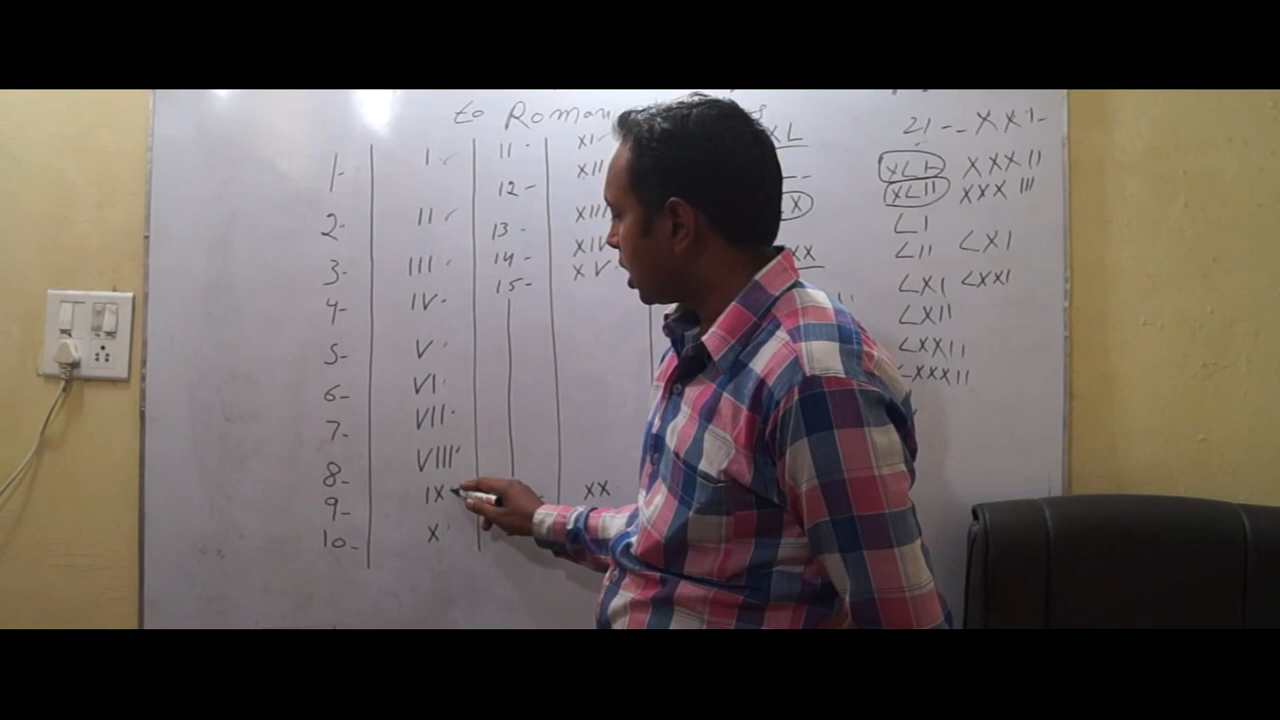 to Roman
1- I
2- II
3- III
4- IV
5- V
6- VI
7- VII
8- VIII
9- IX
10- X
11- XI
12- XII
13- XIII
14- XIV
15- XV
XX
XL
X
XX
21-- XXI
XLI XXXII
XLII XXXIII
LI
LII LXI
LXI LXXI
LXII
LXXII
LXXXII